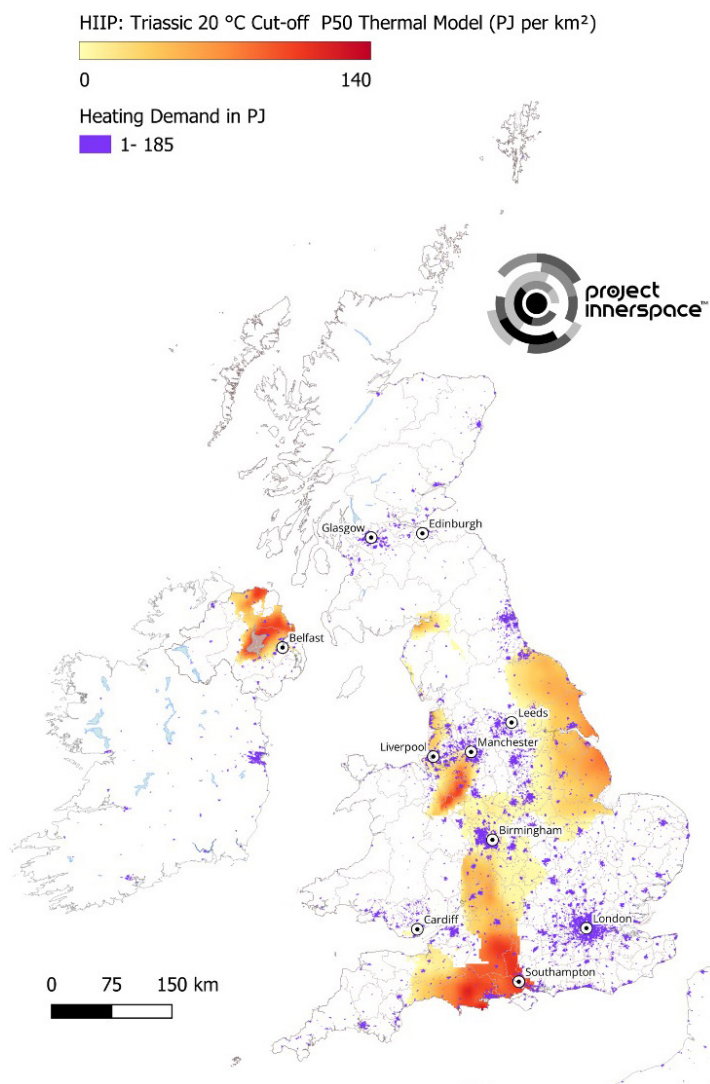 HIIP: Triassic 20 °C Cut-off  P50 Thermal Model (PJ per km²)
0 140
Heating Demand in PJ
1- 185
project
innerspace™
Glasgow
Edinburgh
Belfast
Leeds
Liverpool
Manchester
Birmingham
Cardiff
London
Southampton
0 75 150 km